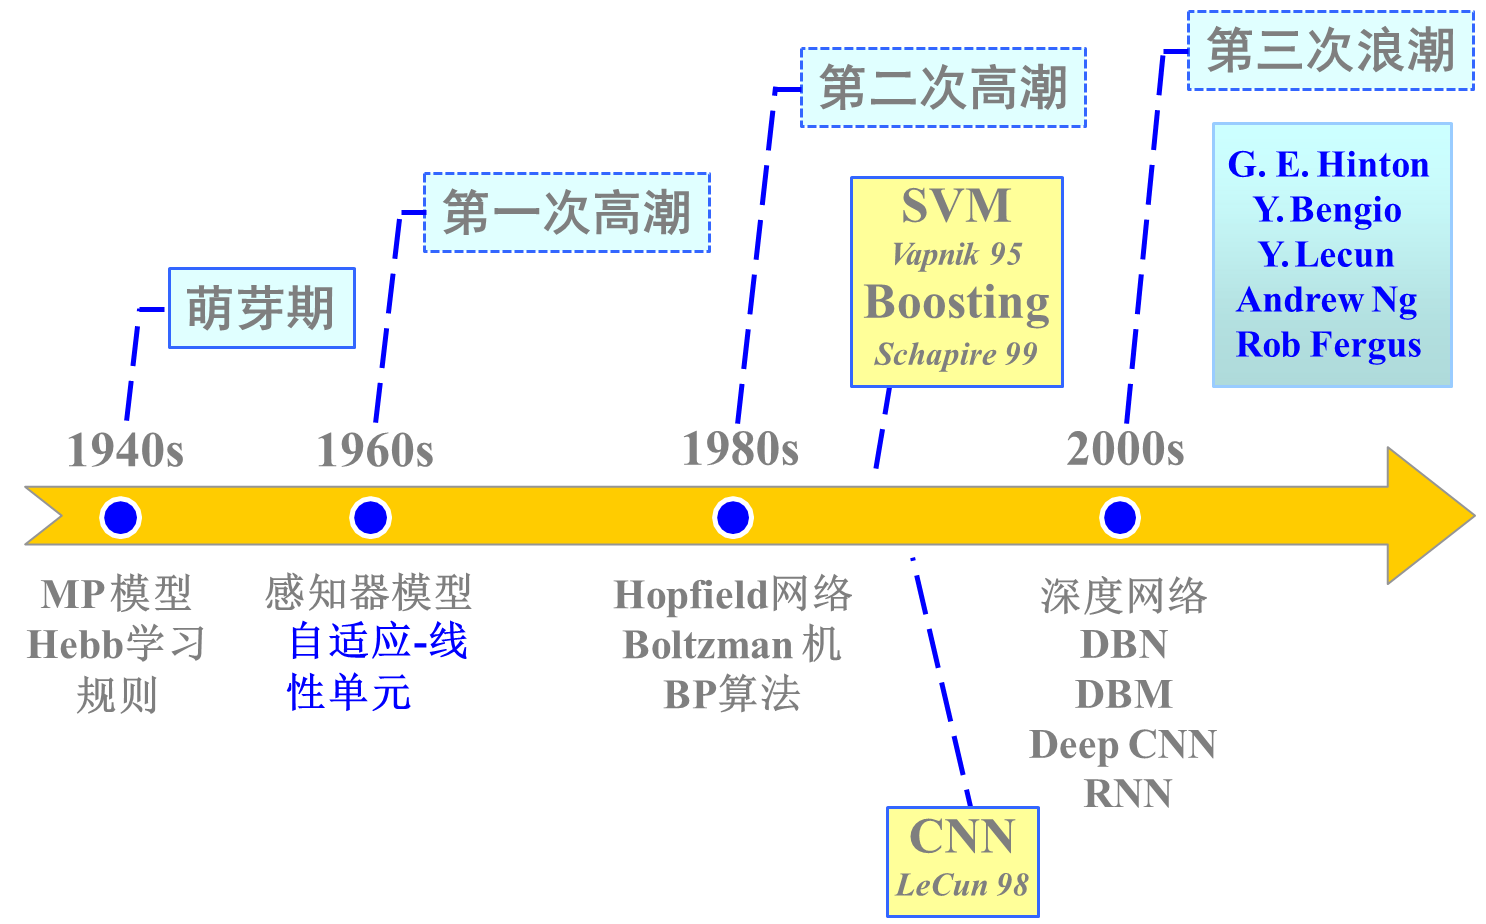 第三次浪潮
第二次高潮
第一次高潮
萌芽期
G. E. Hinton
Y. Bengio
Y. Lecun
Andrew Ng
Rob Fergus
SVM
Vapnik 95
Boosting
Schapire 99
1940s
1960s
1980s
2000s
MP模型
Hebb学习
规则
感知器模型
自适应-线
性单元
Hopfield网络
Boltzman 机
BP算法
深度网络
DBN
DBM
Deep CNN
RNN
CNN
LeCun 98